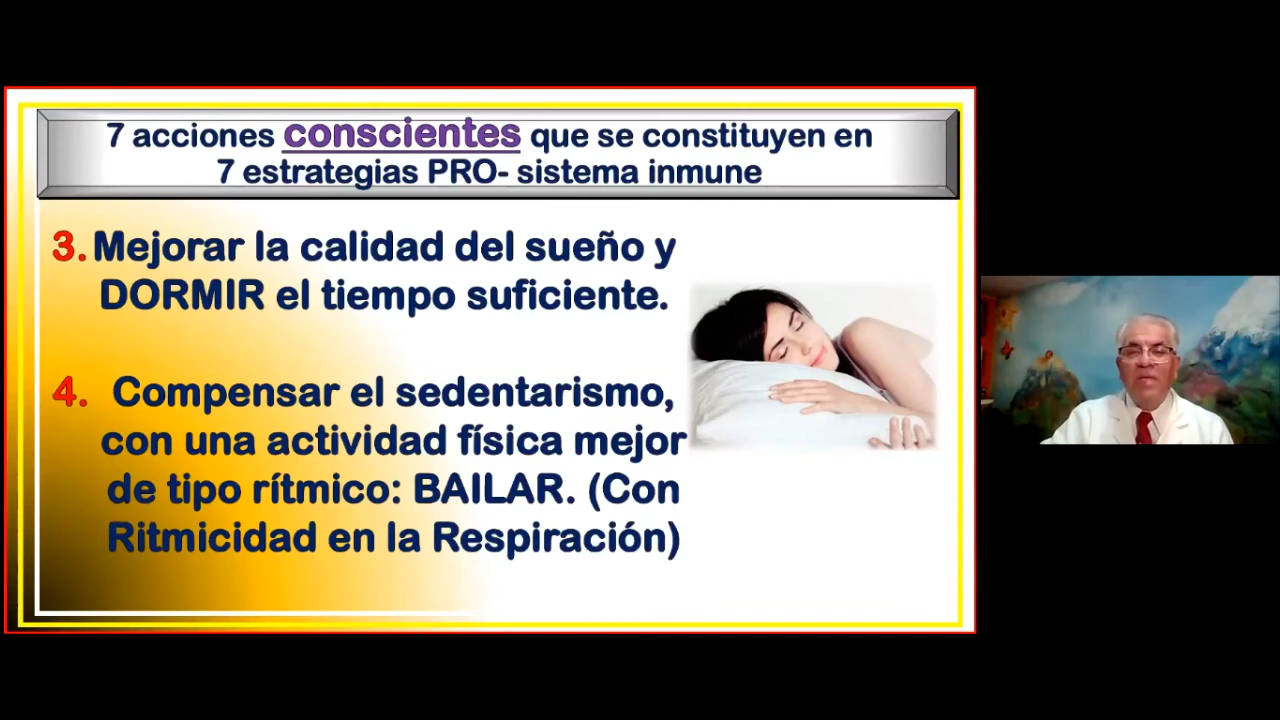 7 acciones conscientes que se constituyen en
7 estrategias PRO- sistema inmune
3. Mejorar la calidad del sueño y
DORMIR el tiempo suficiente.
4. Compensar el sedentarismo,
con una actividad física mejor
de tipo rítmico: BAILAR. (Con
Ritmicidad en la Respiración)